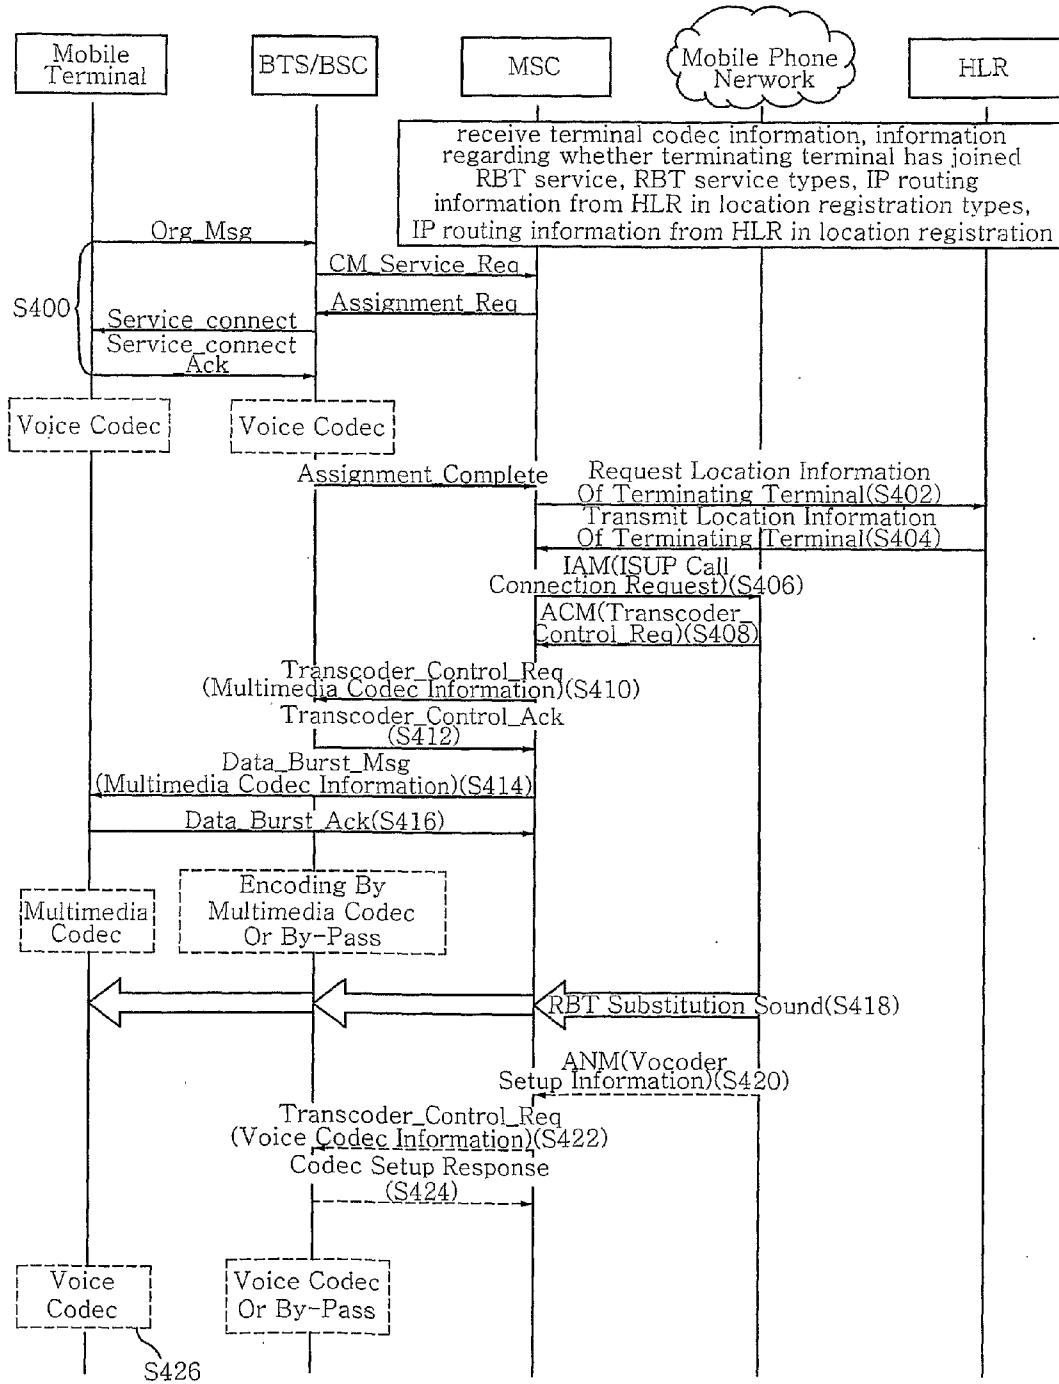 Mobile
Terminal
BTS/BSC
MSC
Mobile Phone
Nerwork
HLR
receive terminal codec information, information
regarding whether terminating terminal has joined
RBT service, RBT service types, IP routing
information from HLR in location registration types,
IP routing information from HLR in location registration
Org_Msg
CM_Service_Req
Assignment_Req
S400
Service_connect
Service_connect
_Ack
Voice Codec
Voice Codec
Assignment_Complete
Request Location Information
Of Terminating Terminal(S402)
Transmit Location Information
Of Terminating Terminal(S404)
IAM(ISUP Call
Connection Request)(S406)
ACM(Transcoder_
Control_Req)(S408)
Transcoder_Control_Req
(Multimedia Codec Information)(S410)
Transcoder_Control_Ack
(S412)
Data_Burst_Msg
(Multimedia Codec Information)(S414)
Data_Burst_Ack(S416)
Multimedia
Codec
Encoding By
Multimedia Codec
Or By-Pass
RBT Substitution Sound(S418)
ANM(Vocoder
Setup Information)(S420)
Transcoder_Control_Req
(Voice Codec Information)(S422)
Codec Setup Response
(S424)
Voice
Codec
Voice Codec
Or By-Pass
S426